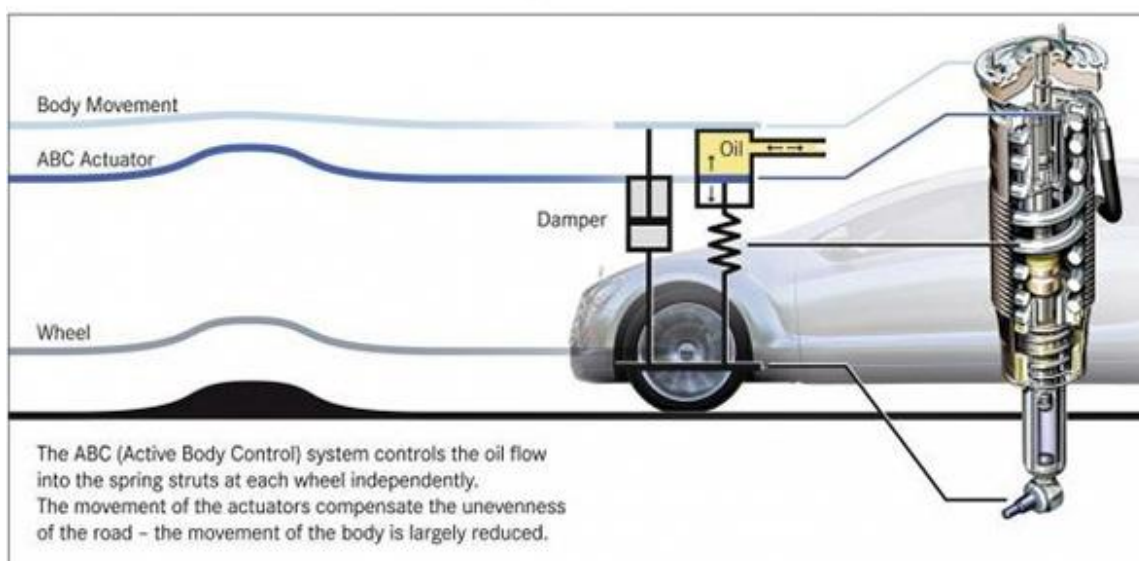 Body Movement
ABC Actuator
Oil
Damper
Wheel
The ABC (Active Body Control) system controls the oil flow
into the spring struts at each wheel independently.
The movement of the actuators compensate the unevenness
of the road – the movement of the body is largely reduced.